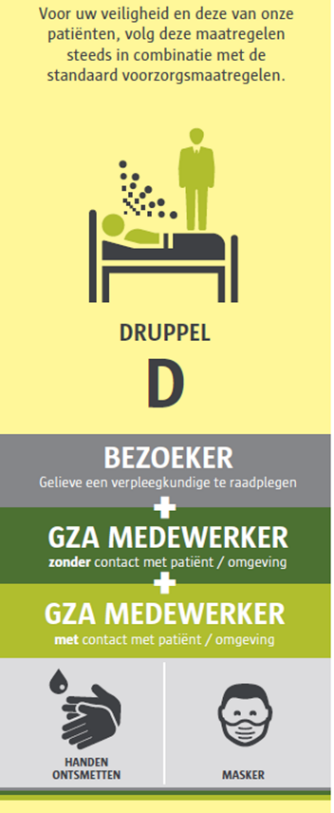 Voor uw veiligheid en deze van onze
patiënten, volg deze maatregelen
steeds in combinatie met de
standaard voorzorgsmaatregelen.
DRUPPEL
D
BEZOEKER
Gelieve een verpleegkundige te raadplegen
+
GZA MEDEWERKER
zonder contact met patiënt / omgeving
+
GZA MEDEWERKER
met contact met patiënt / omgeving
HANDEN
ONTSMETTEN
MASKER